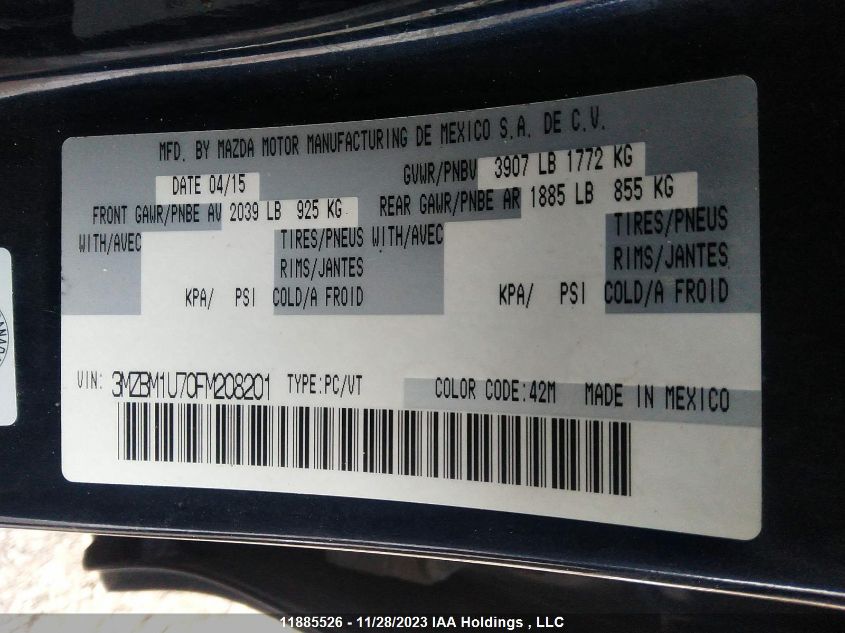 MFD. BY MAZDA MOTOR MANUFACTURING DE MEXICO S.A. DE C.V.
DATE 04/15 GVWR/PNBV 3907 LB 1772 KG
FRONT GAWR/PNBE AV 2039 LB 925 KG REAR GAWR/PNBE AR 1885 LB 855 KG
WITH/AVEC TIRES/PNEUS WITH/AVEC TIRES/PNEUS
RIMS/JANTES RIMS/JANTES
KPA/ PSI COLD/A FROID KPA/ PSI COLD/A FROID
VIN: 3MZBM1U70FM208201 TYPE:PC/VT COLOR CODE:42M MADE IN MEXICO
11885526 - 11/28/2023 IAA Holdings , LLC